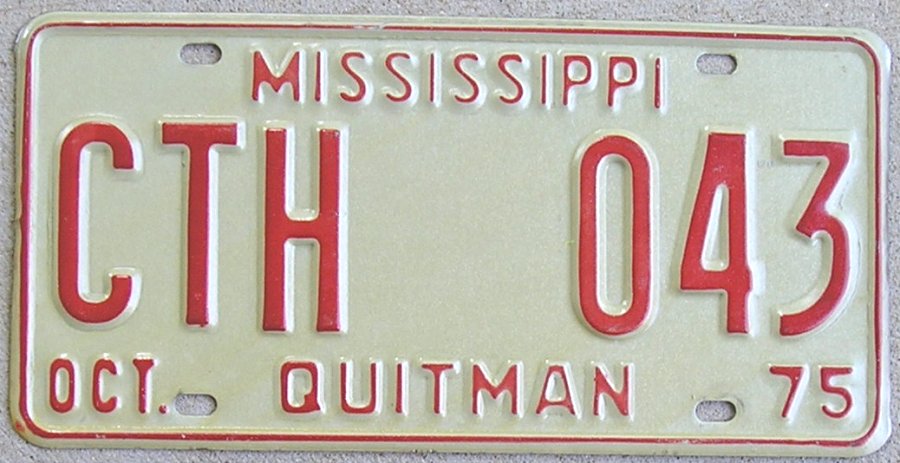 MISSISSIPPI
CTH 043
OCT. QUITMAN 75